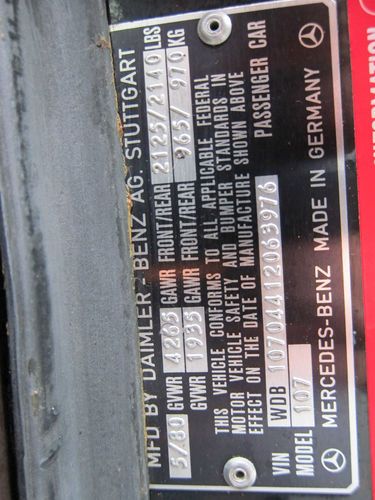 MFD BY DAIMLER-BENZ AG. STUTTGART
5/80 GVWR 4265 GAWR FRONT/REAR 2125/2140 LBS
GVWR 1935 GAWR FRONT/REAR 965/ 970 KG
THIS VEHICLE CONFORMS TO ALL APPLICABLE FEDERAL
MOTOR VEHICLE SAFETY AND BUMPER STANDARDS IN
EFFECT ON THE DATE OF MANUFACTURE SHOWN ABOVE
VIN WDB 10704412063976 PASSENGER CAR
MODEL 107
MERCEDES-BENZ MADE IN GERMANY
INFORMATION